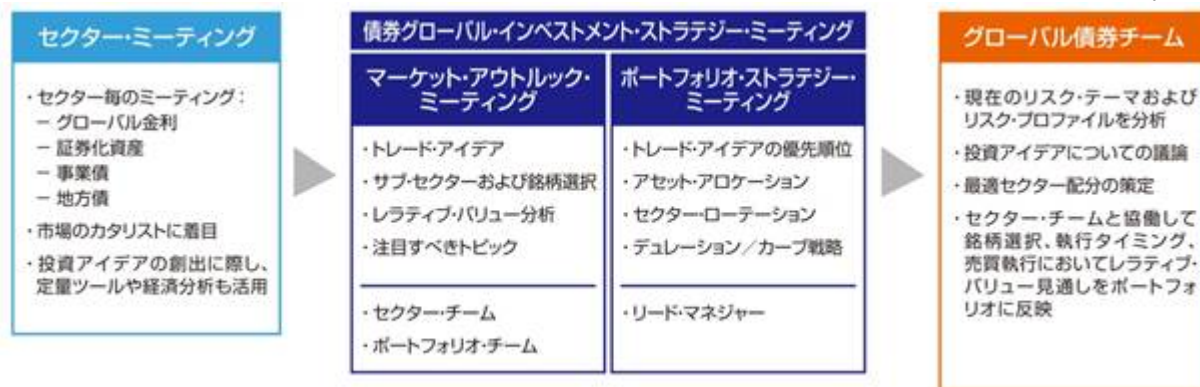 セクター・ミーティング
・セクター毎のミーティング：
－ グローバル金利
－ 証券化資産
－ 事業債
－ 地方債
・市場のカタリストに着目
・投資アイデアの創出に際し、
定量ツールや経済分析も活用
債券グローバル・インベストメント・ストラテジー・ミーティング
マーケット・アウトルック・
ミーティング
・トレード・アイデア
・サブ・セクターおよび銘柄選択
・レラティブ・バリュー分析
・注目すべきトピック
・セクター・チーム
・ポートフォリオ・チーム
ポートフォリオ・ストラテジー・
ミーティング
・トレード・アイデアの優先順位
・アセット・アロケーション
・セクター・ローテーション
・デュレーション／カーブ戦略
・リード・マネジャー
グローバル債券チーム
・現在のリスク・テーマおよび
リスク・プロファイルを分析
・投資アイデアについての議論
・最適セクター配分の策定
・セクター・チームと協働して
銘柄選択、執行タイミング、
売買執行においてレラティブ・
バリュー見通しをポートフォ
リオに反映